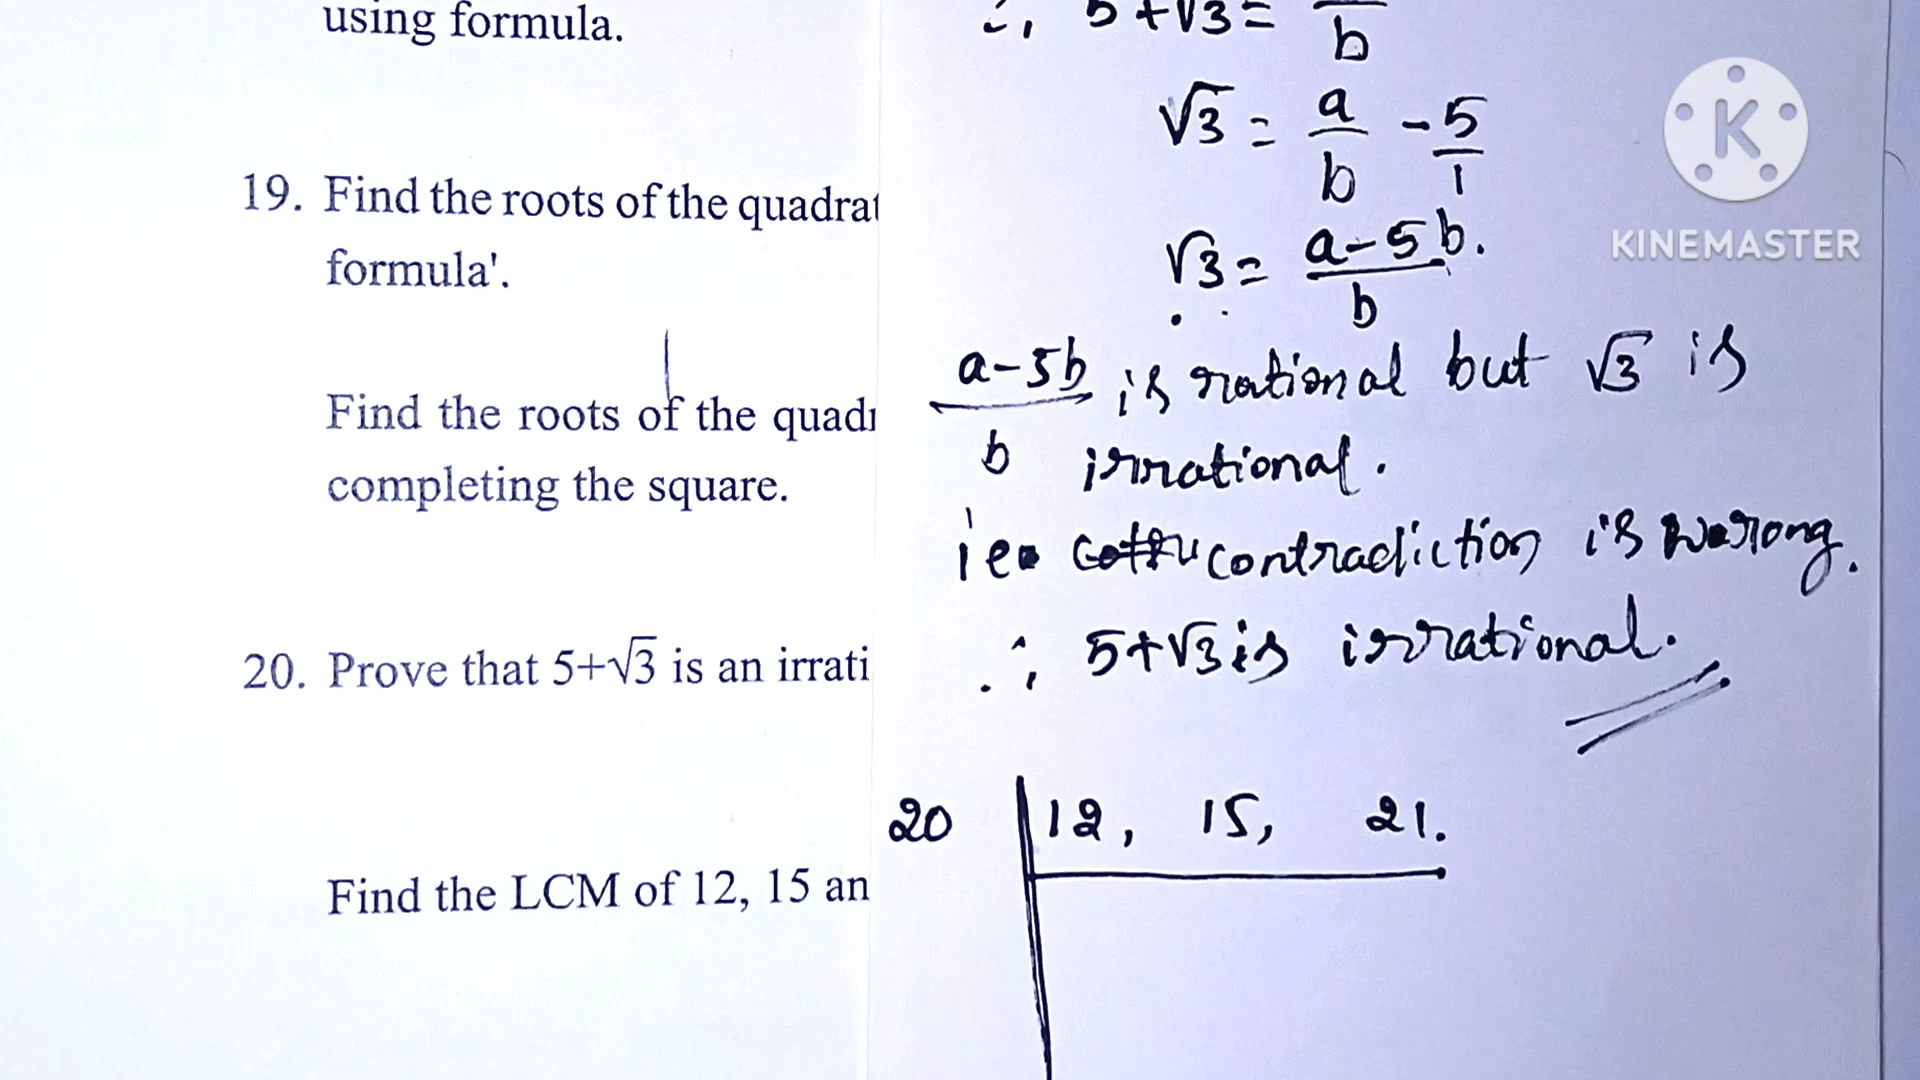 using formula.
19. Find the roots of the quadrat
formula'.
Find the roots of the quadr
completing the square.
20. Prove that 5+√3 is an irrati
Find the LCM of 12, 15 an
∴ 5+√3 = — b
√3 = a/b - 5/1
√3 = a-5b. / b
a-5b / b is rational but √3 is
irrational.
ie contradiction is wrong.
∴ 5+√3 is irrational.
20 12, 15, 21.
K
KINEMASTER